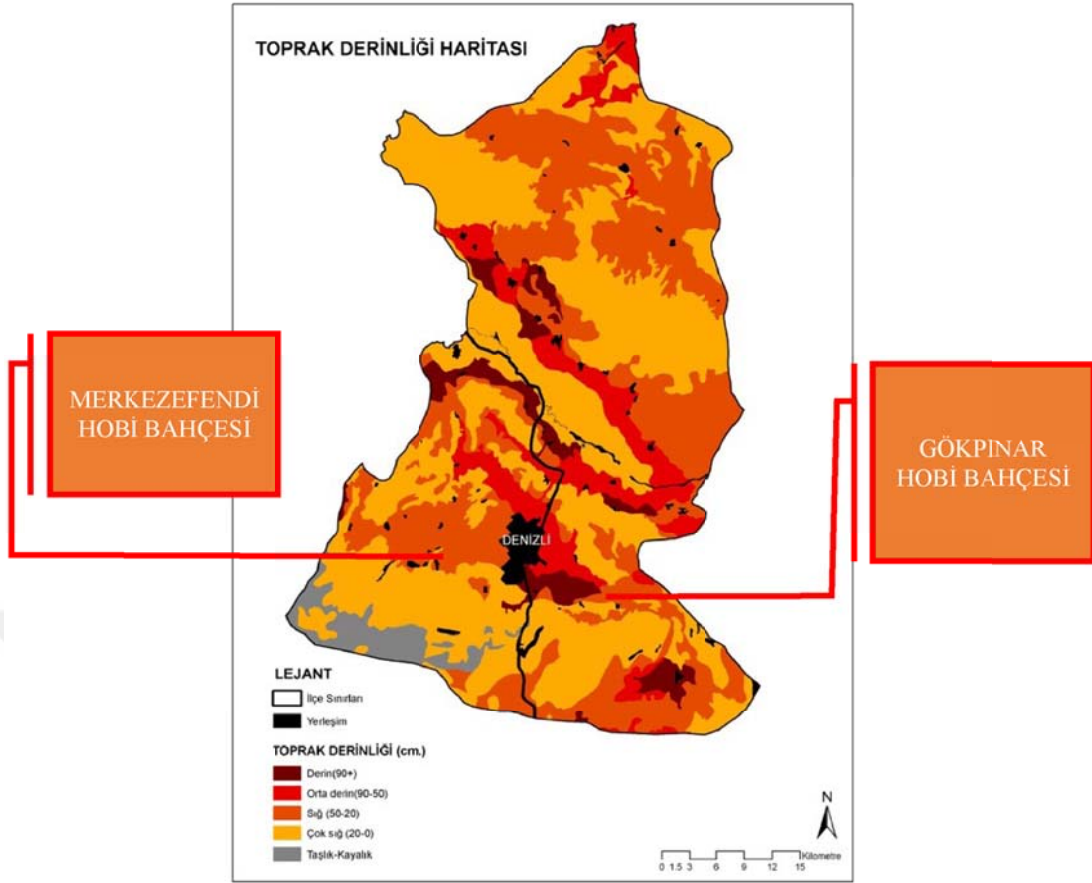 TOPRAK DERİNLİĞİ HARİTASI
MERKEZEFENDİ
HOBİ BAHÇESİ
GÖKPINAR
HOBİ BAHÇESİ
DENİZLİ
LEJANT
İlçe Sınırları
Yerleşim
TOPRAK DERİNLİĞİ (cm.)
Derin(90+)
Orta derin(90-50)
Sığ (50-20)
Çok sığ (20-0)
Taşlık-Kayalık
N
Kilometre
0 1.5 3 6 9 12 15